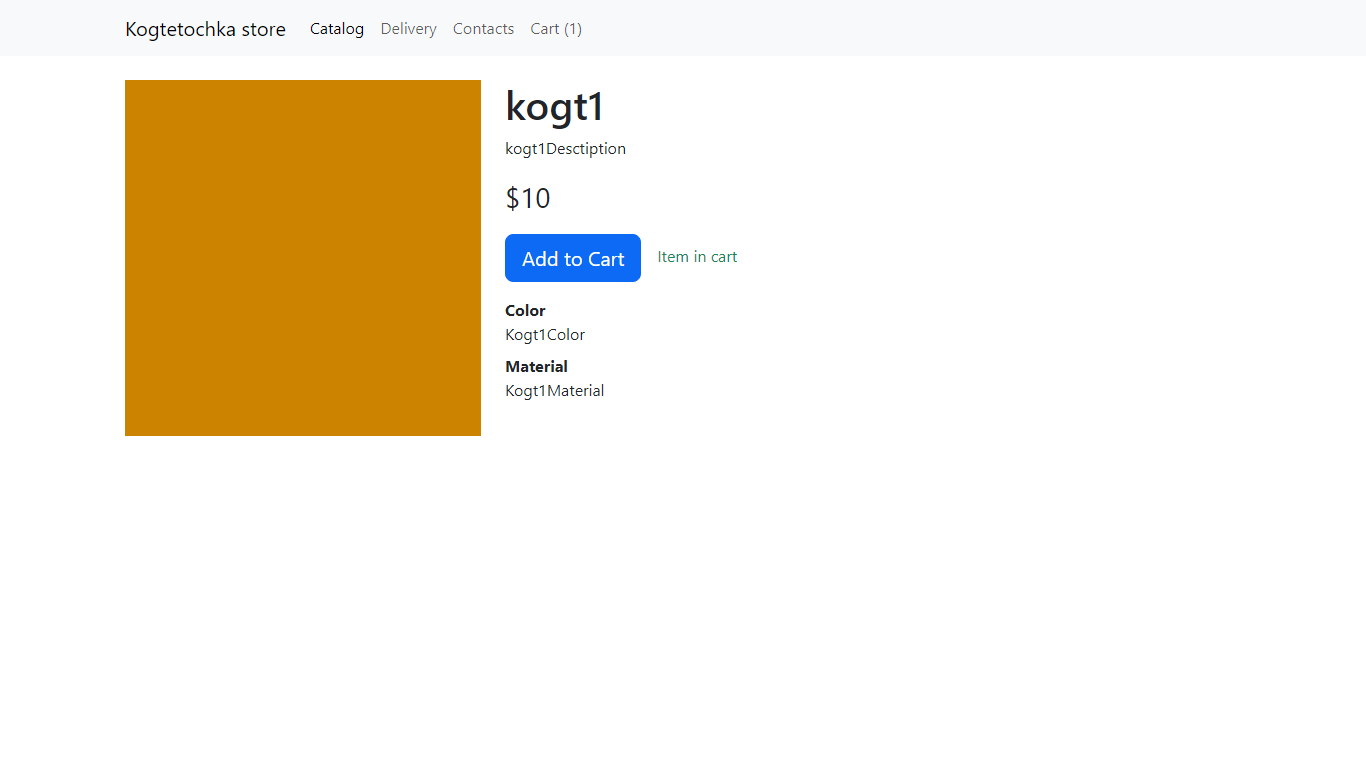 Kogtetochka store Catalog Delivery Contacts Cart (1)
kogt1
kogt1Desctiption
$10
Add to Cart Item in cart
Color
Kogt1Color
Material
Kogt1Material